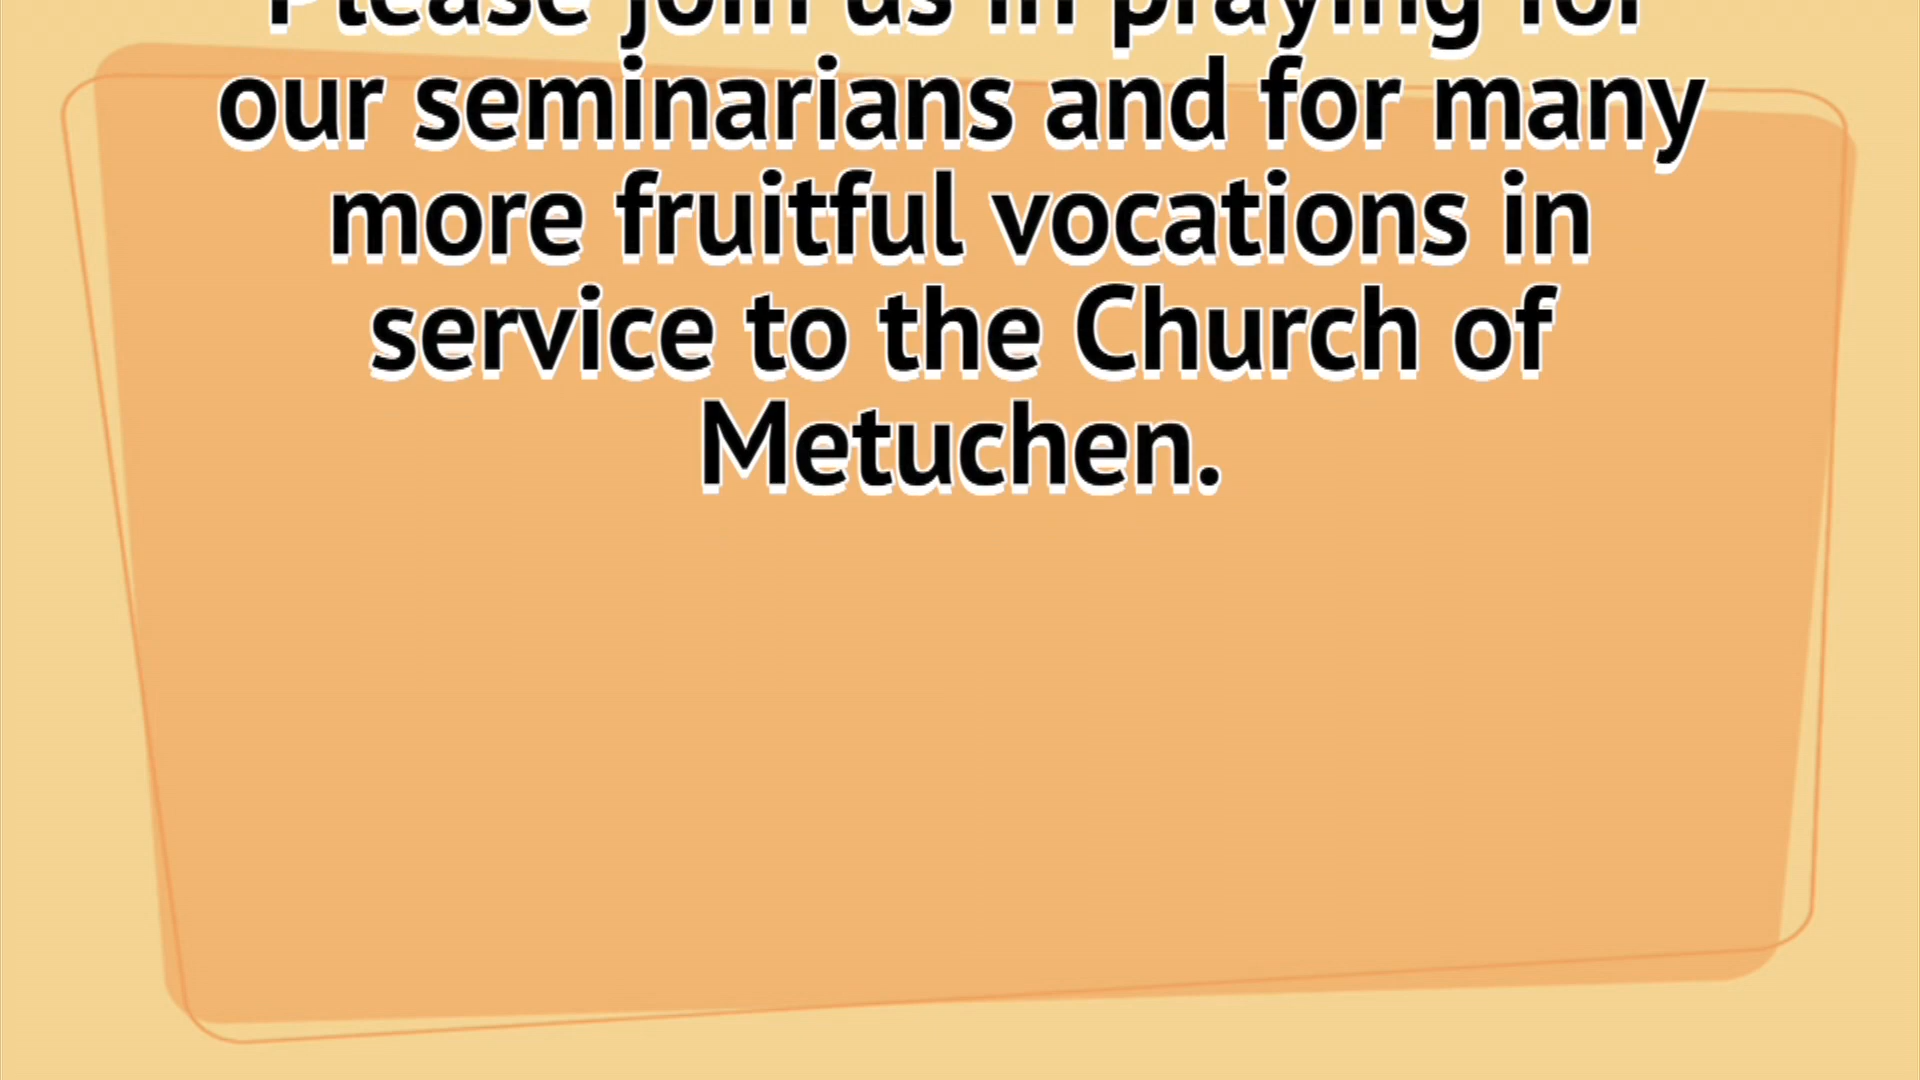 Please join us in praying for
our seminarians and for many
more fruitful vocations in
service to the Church of
Metuchen.